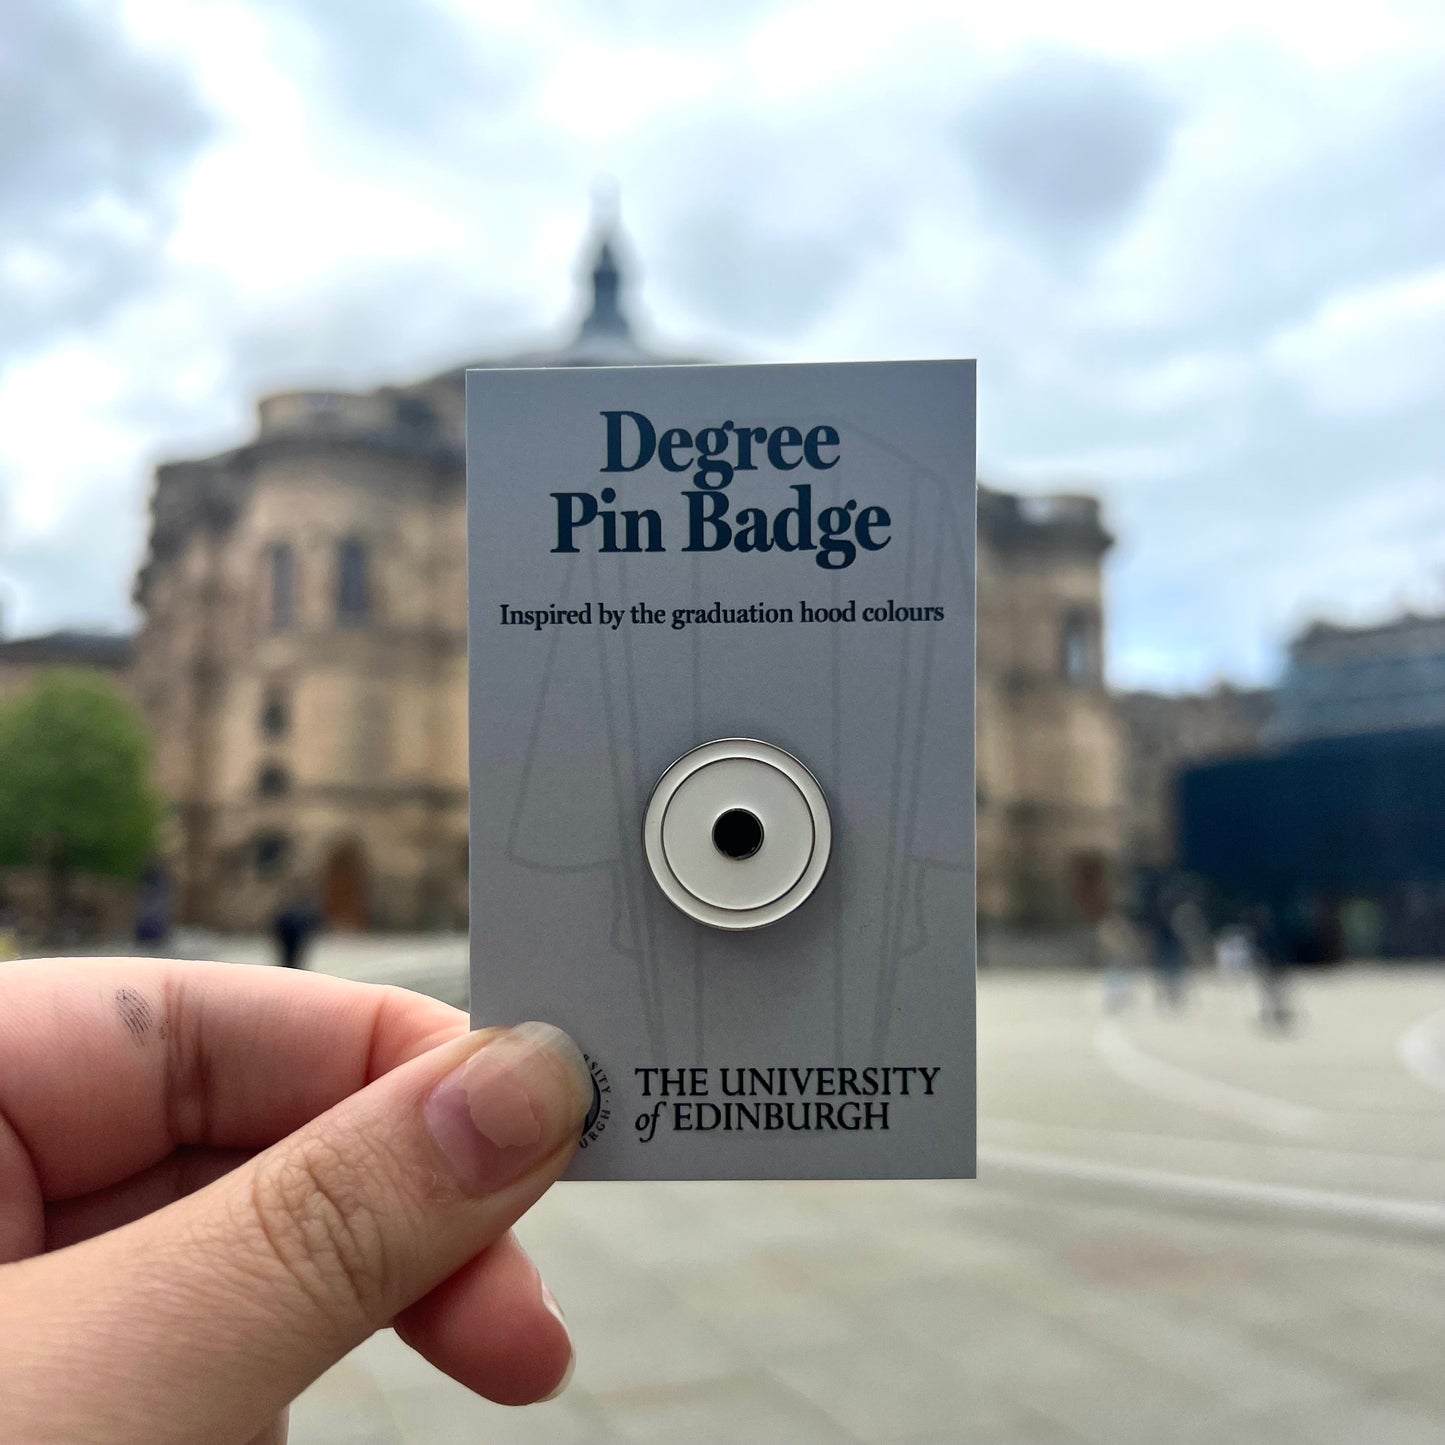 Degree
Pin Badge
Inspired by the graduation hood colours
THE UNIVERSITY
of EDINBURGH